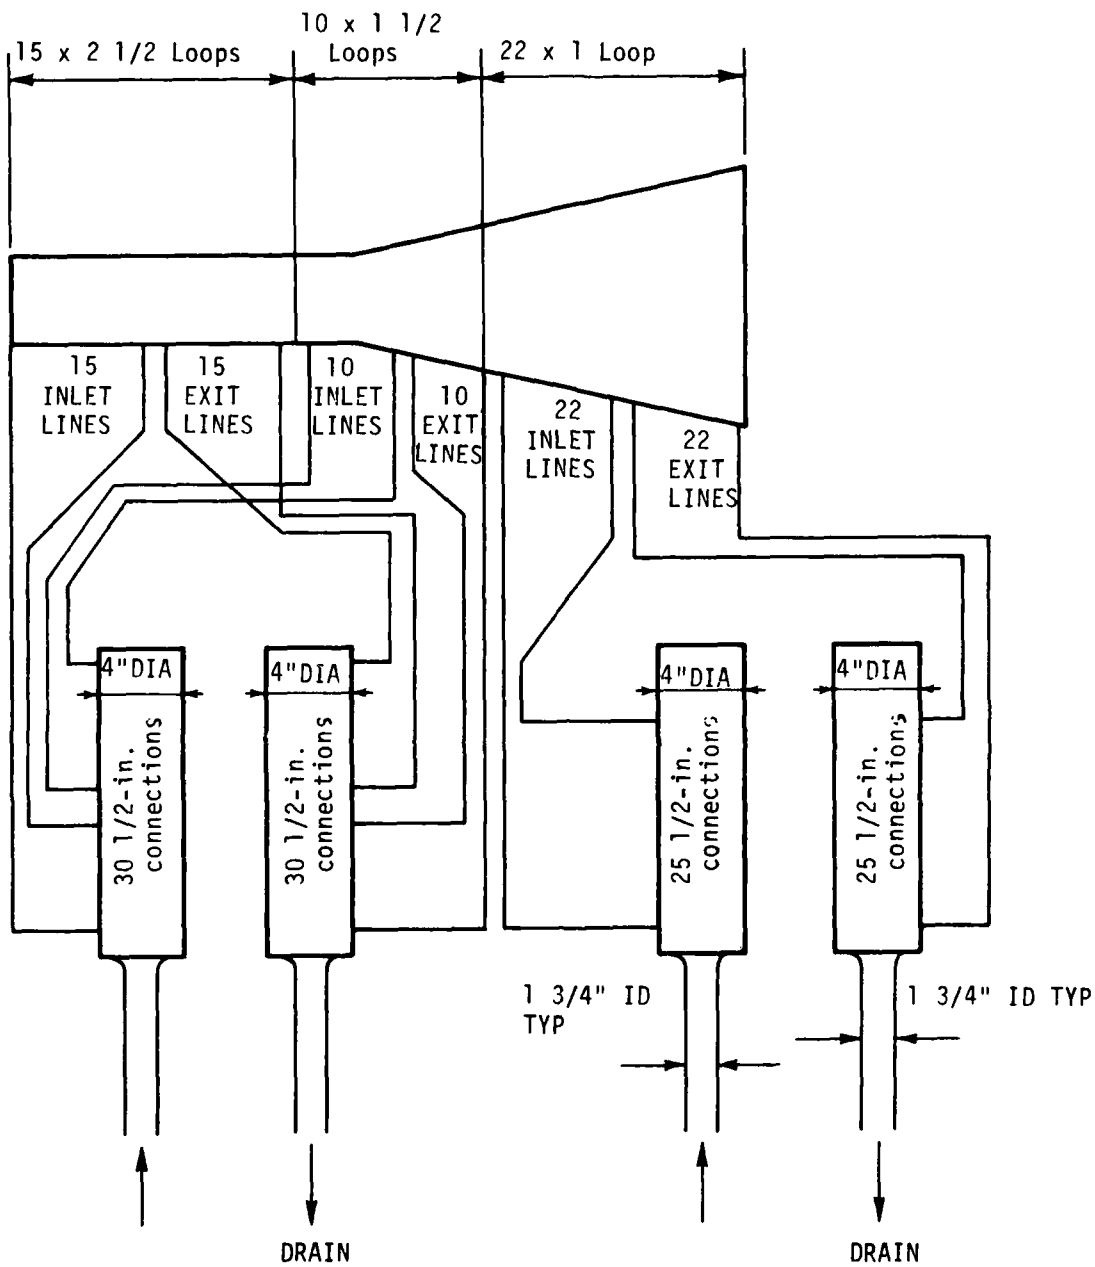 10 x 1 1/2
Loops
15 x 2 1/2 Loops
22 x 1 Loop
15
INLET
LINES
15
EXIT
LINES
10
INLET
LINES
10
EXIT
LINES
22
INLET
LINES
22
EXIT
LINES
4"DIA
4"DIA
4"DIA
4"DIA
30 1/2-in.
connections
30 1/2-in.
connections
25 1/2-in.
connections
25 1/2-in.
connections
1 3/4" ID
TYP
1 3/4" ID TYP
DRAIN
DRAIN